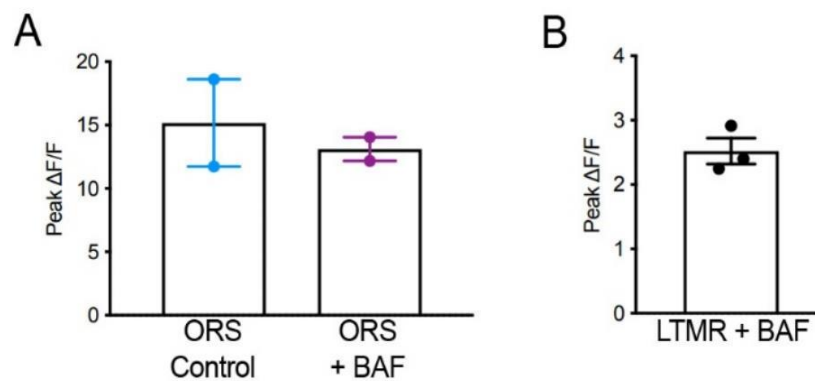 A
Peak ΔF/F
20
15
10
5
0
ORS
Control
ORS
+ BAF
B
Peak ΔF/F
4
3
2
1
0
LTMR + BAF